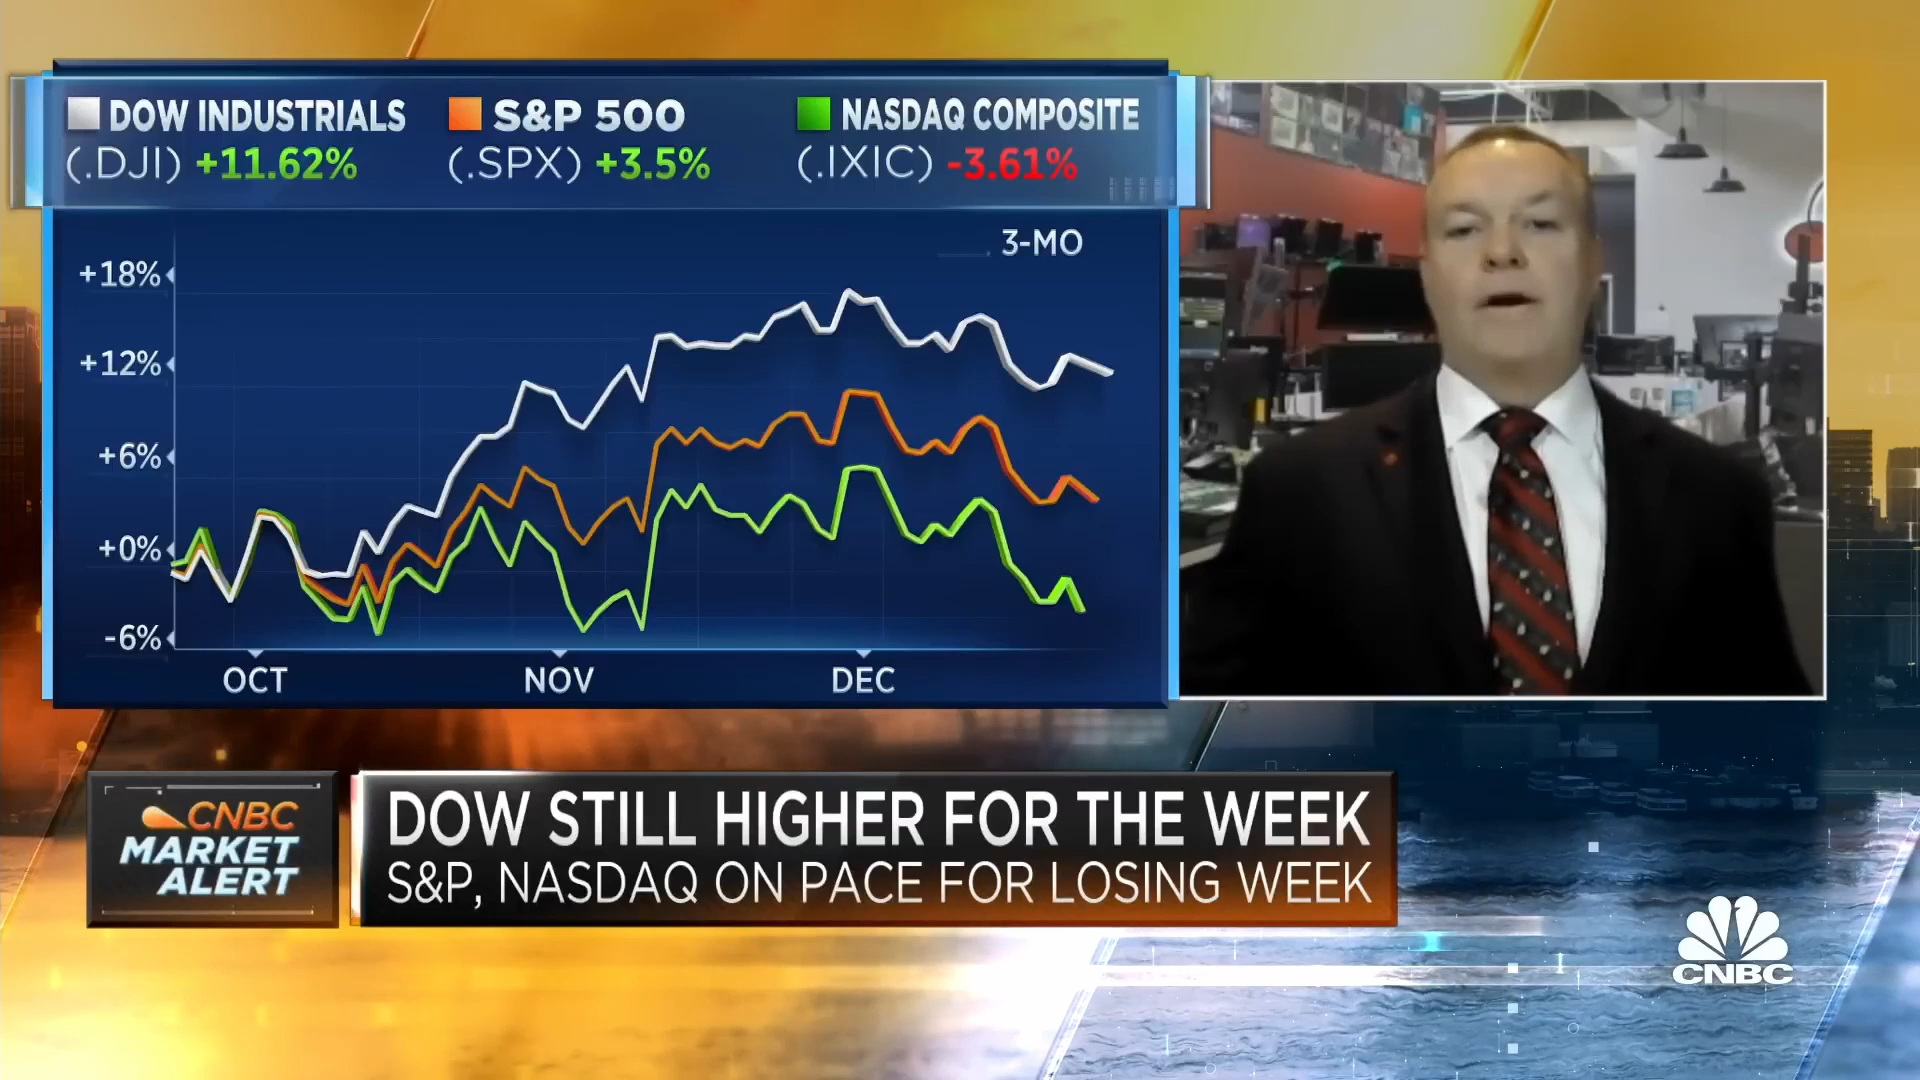 DOW INDUSTRIALS
(.DJI) +11.62%
S&P 500
(.SPX) +3.5%
NASDAQ COMPOSITE
(.IXIC) -3.61%
3-MO
+18%
+12%
+6%
+0%
-6%
OCT
NOV
DEC
CNBC
MARKET
ALERT
DOW STILL HIGHER FOR THE WEEK
S&P, NASDAQ ON PACE FOR LOSING WEEK
CNBC